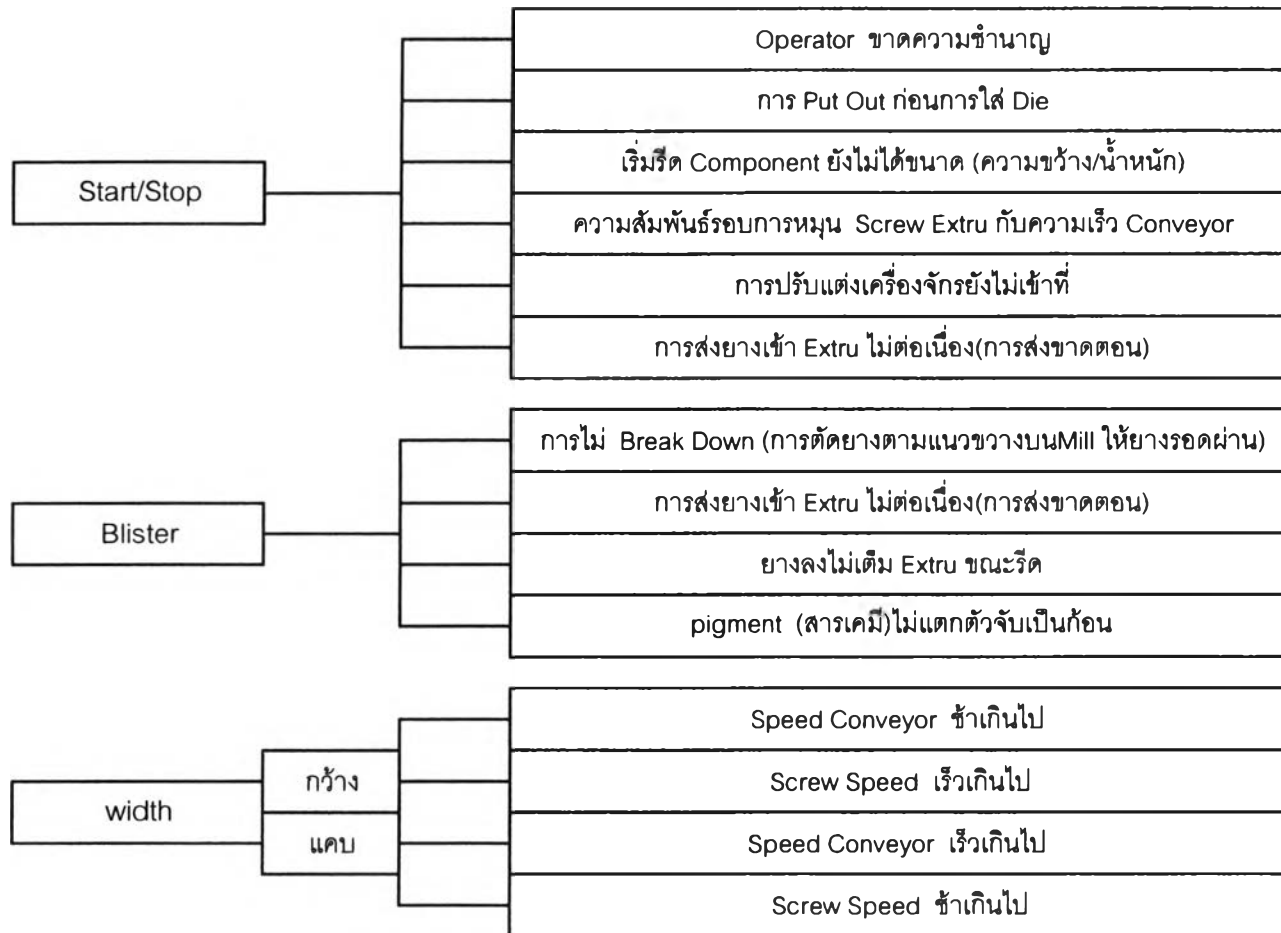 Start/Stop
Operator ขาดความชำนาญ
การ Put Out ก่อนการใส่ Die
เริ่มรีด Component ยังไม่ได้ขนาด (ความขว้าง/น้ำหนัก)
ความสัมพันธ์รอบการหมุน Screw Extru กับความเร็ว Conveyor
การปรับแต่งเครื่องจักรยังไม่เข้าที่
การส่งยางเข้า Extru ไม่ต่อเนื่อง(การส่งขาดตอน)
Blister
การไม่ Break Down (การตัดยางตามแนวขวางบนMill ให้ยางรอดผ่าน)
การส่งยางเข้า Extru ไม่ต่อเนื่อง(การส่งขาดตอน)
ยางลงไม่เต็ม Extru ขณะรีด
pigment (สารเคมี)ไม่แตกตัวจับเป็นก้อน
width
กว้าง
แคบ
Speed Conveyor ช้าเกินไป
Screw Speed เร็วเกินไป
Speed Conveyor เร็วเกินไป
Screw Speed ช้าเกินไป